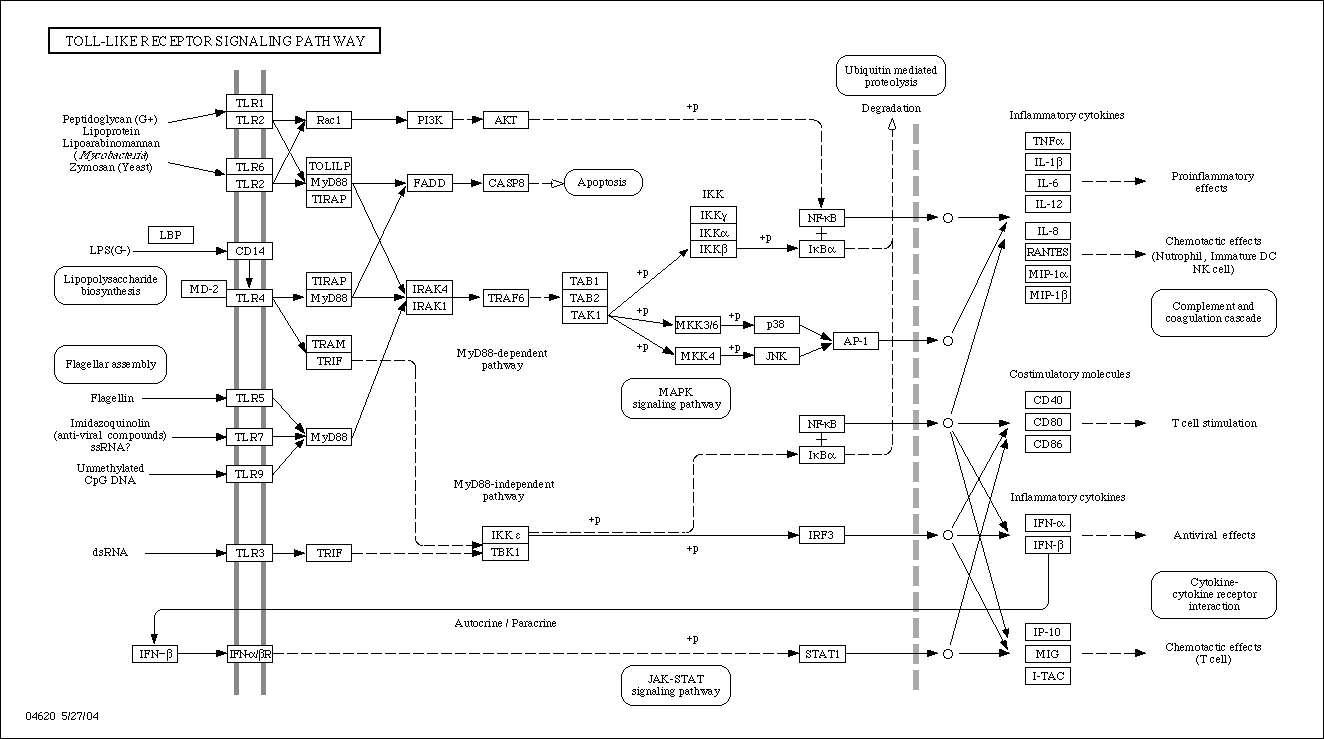 TOLL-LIKE RECEPTOR SIGNALING PATHWAY
Ubiquitin mediated
proteolysis
Degradation
Peptidoglycan (G+)
Lipoprotein
Lipoarabinomannan
(Mycobacteria)
Zymosan (Yeast)
TLR1
TLR2
Rac1
PI3K
AKT
+p
TLR6
TLR2
TOLILP
MyD88
TIRAP
FADD
CASP8
Apoptosis
LPS(G-)
LBP
CD14
MD-2
TLR4
Lipopolysaccharide
biosynthesis
TIRAP
MyD88
IRAK4
IRAK1
TRAF6
TAB1
TAB2
TAK1
IKK
IKKγ
IKKα
IKKβ
+p
+p
NF-κB
IκBα
+p
MKK3/6
+p
p38
+p
MKK4
+p
JNK
AP-1
MAPK
signaling pathway
TRAM
TRIF
MyD88-dependent
pathway
Flagellar assembly
Flagellin
TLR5
Imidazoquinolin
(anti-viral compounds)
ssRNA?
TLR7
MyD88
Unmethylated
CpG DNA
TLR9
NF-κB
IκBα
MyD88-independent
pathway
dsRNA
TLR3
TRIF
IKK ε
TBK1
+p
+p
IRF3
Autocrine / Paracrine
IFN-β
IFN-α/βR
+p
STAT1
JAK-STAT
signaling pathway
Inflammatory cytokines
TNFα
IL-1β
IL-6
IL-12
Proinflammatory
effects
IL-8
RANTES
MIP-1α
MIP-1β
Chemotactic effects
(Nutrophil, Immature DC
NK cell)
Complement and
coagulation cascade
Costimulatory molecules
CD40
CD80
CD86
T cell stimulation
Inflammatory cytokines
IFN-α
IFN-β
Antiviral effects
Cytokine-
cytokine receptor
interaction
IP-10
MIG
I-TAC
Chemotactic effects
(T cell)
04620 5/27/04